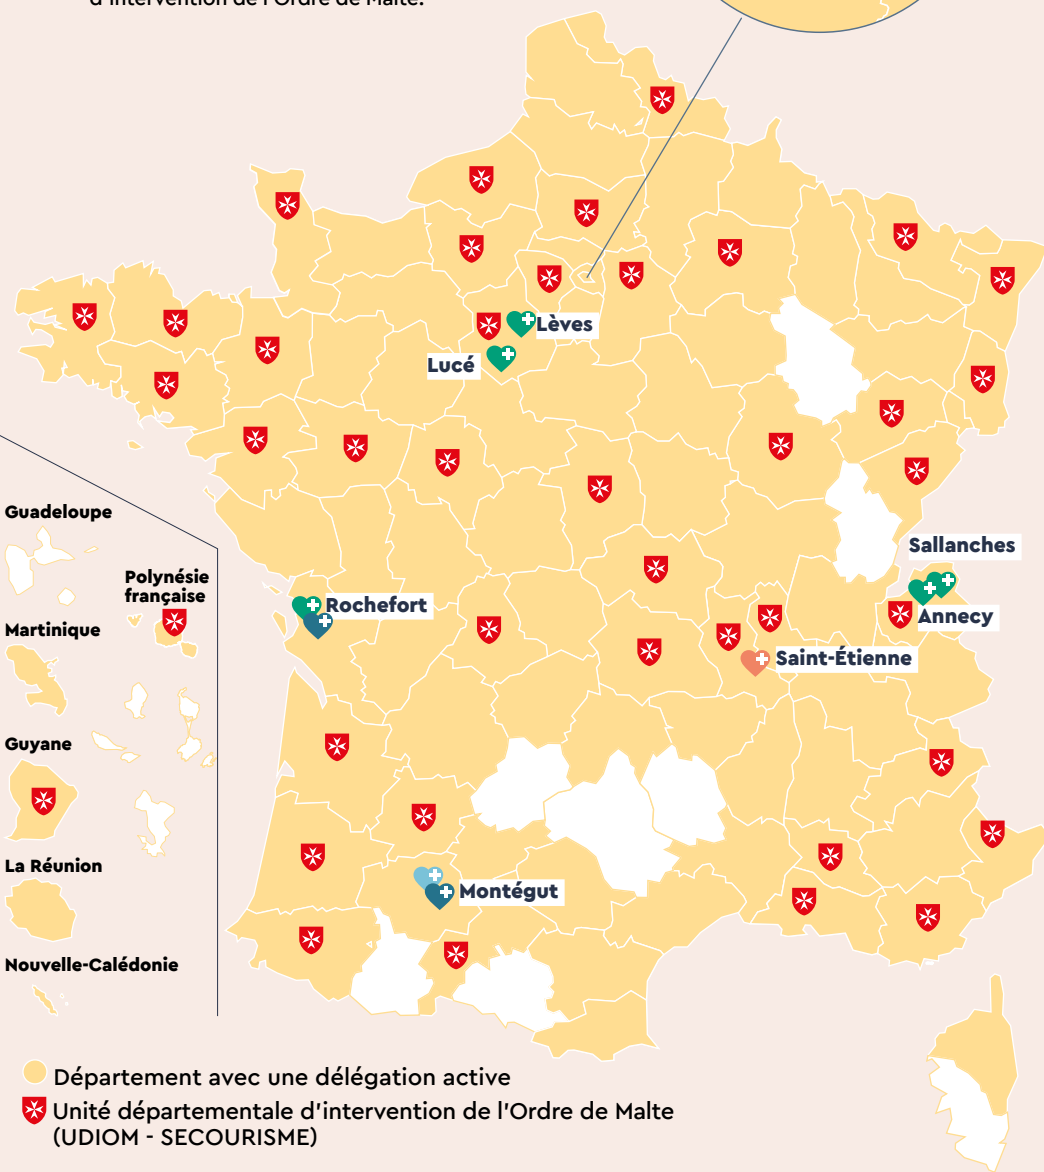 d'intervention de l'Ordre de Malte.
Lèves
Lucé
Guadeloupe
Sallanches
Polynésie
française
Rochefort
Annecy
Martinique
Saint-Étienne
Guyane
La Réunion
Montégut
Nouvelle-Calédonie
Département avec une délégation active
Unité départementale d'intervention de l'Ordre de Malte
(UDIOM - SECOURISME)